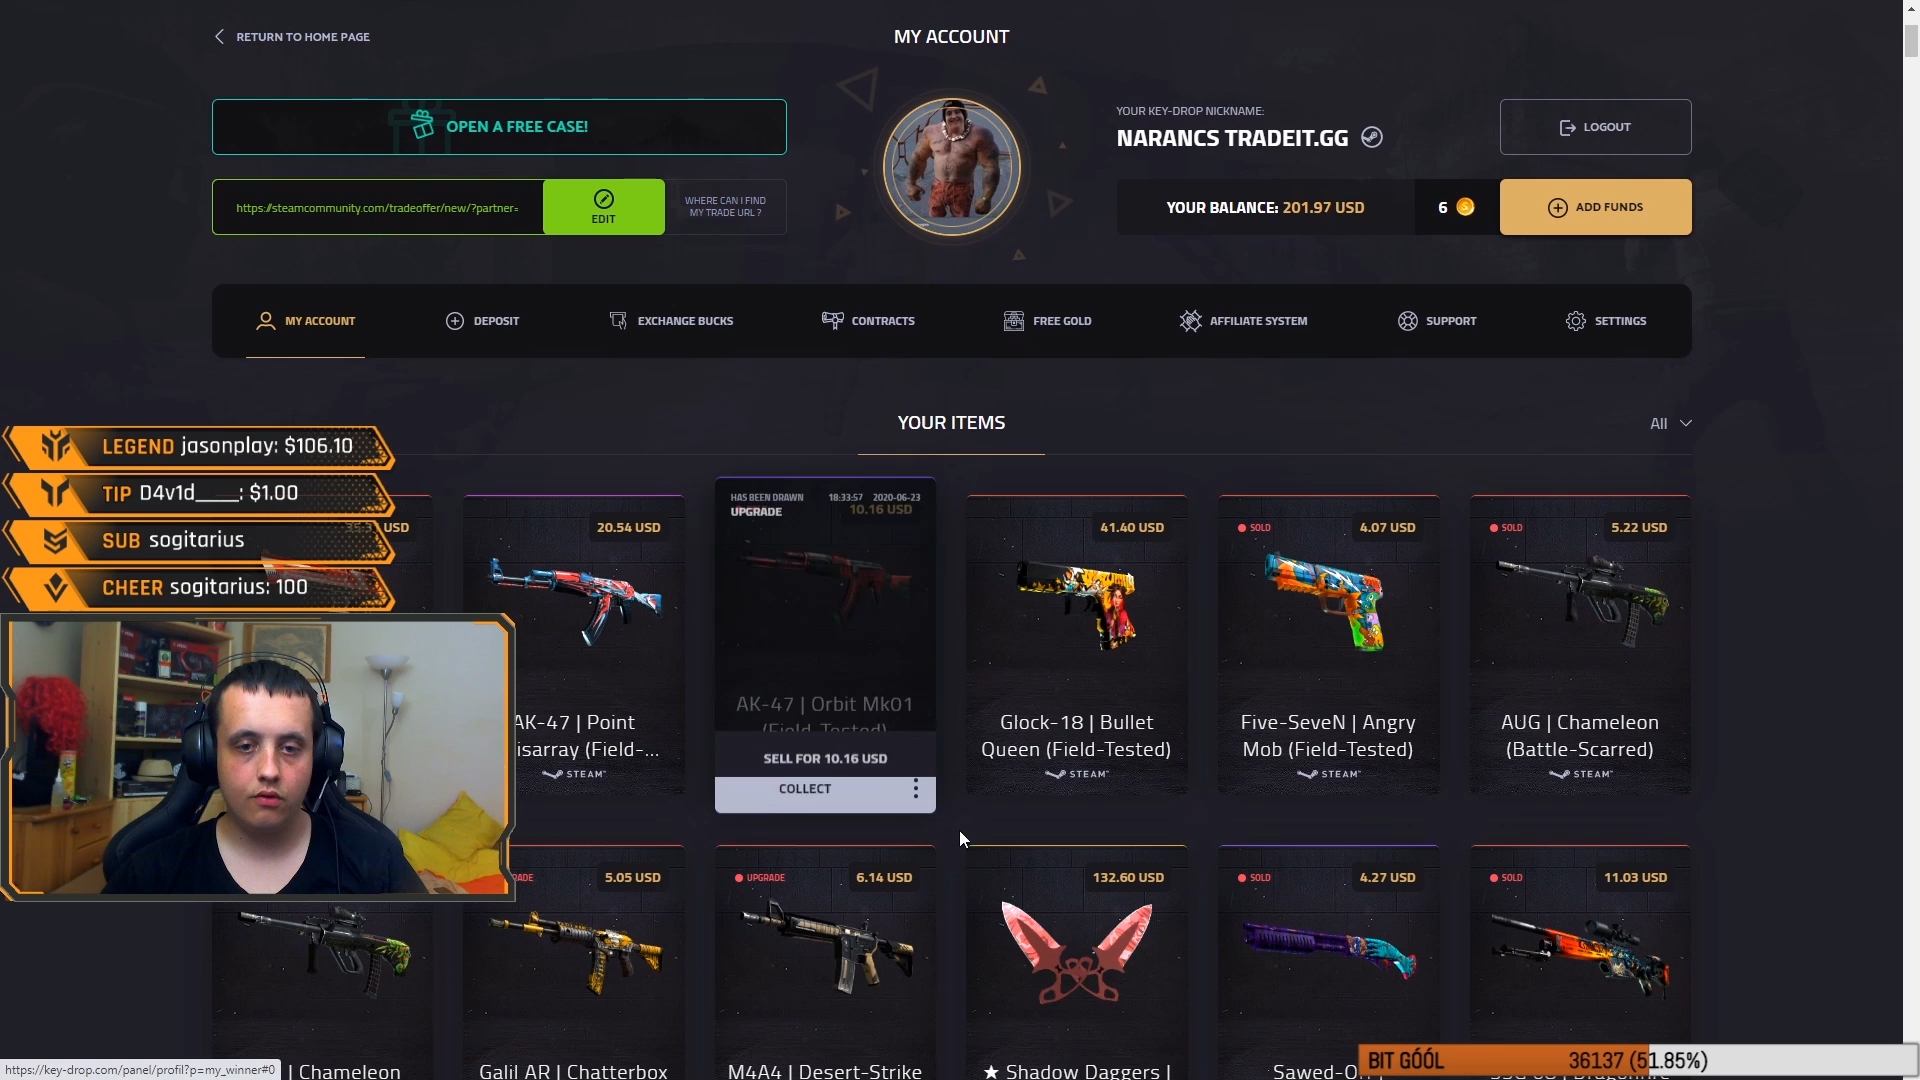 RETURN TO HOME PAGE
MY ACCOUNT
OPEN A FREE CASE!
YOUR KEY-DROP NICKNAME:
NARANCS TRADEIT.GG
LOGOUT
https://steamcommunity.com/tradeoffer/new/?partner=
EDIT
WHERE CAN I FIND
MY TRADE URL ?
YOUR BALANCE: 201.97 USD
6
ADD FUNDS
MY ACCOUNT
DEPOSIT
EXCHANGE BUCKS
CONTRACTS
FREE GOLD
AFFILIATE SYSTEM
SUPPORT
SETTINGS
YOUR ITEMS
All
LEGEND jasonplay: $106.10
TIP D4v1d____: $1.00
SUB sogitarius
CHEER sogitarius: 100
USD
20.54 USD
AK-47 | Point
isarray (Field-...
STEAM
HAS BEEN DRAWN 18:33:57 2020-06-23
UPGRADE 10.16 USD
AK-47 | Orbit Mk01
(Field-Tested)
SELL FOR 10.16 USD
COLLECT
41.40 USD
Glock-18 | Bullet
Queen (Field-Tested)
STEAM
SOLD 4.07 USD
Five-SeveN | Angry
Mob (Field-Tested)
STEAM
SOLD 5.22 USD
AUG | Chameleon
(Battle-Scarred)
STEAM
| Chameleon
5.05 USD
Galil AR | Chatterbox
UPGRADE 6.14 USD
M4A4 | Desert-Strike
132.60 USD
★ Shadow Daggers |
SOLD 4.27 USD
SOLD 11.03 USD
BIT GÓÓL 36137 (51.85%)
https://key-drop.com/panel/profil?p=my_winner#0